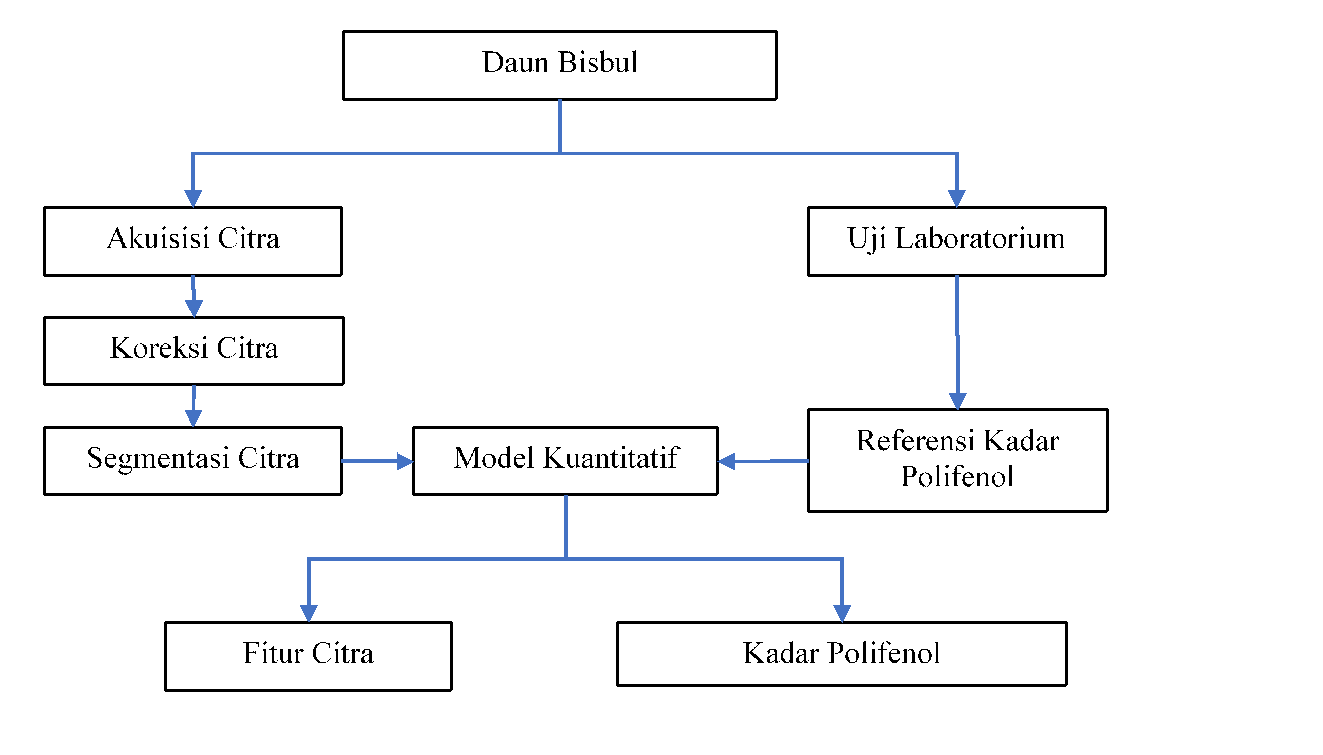 Daun Bisbul
Akuisisi Citra
Uji Laboratorium
Koreksi Citra
Segmentasi Citra
Model Kuantitatif
Referensi Kadar
Polifenol
Fitur Citra
Kadar Polifenol